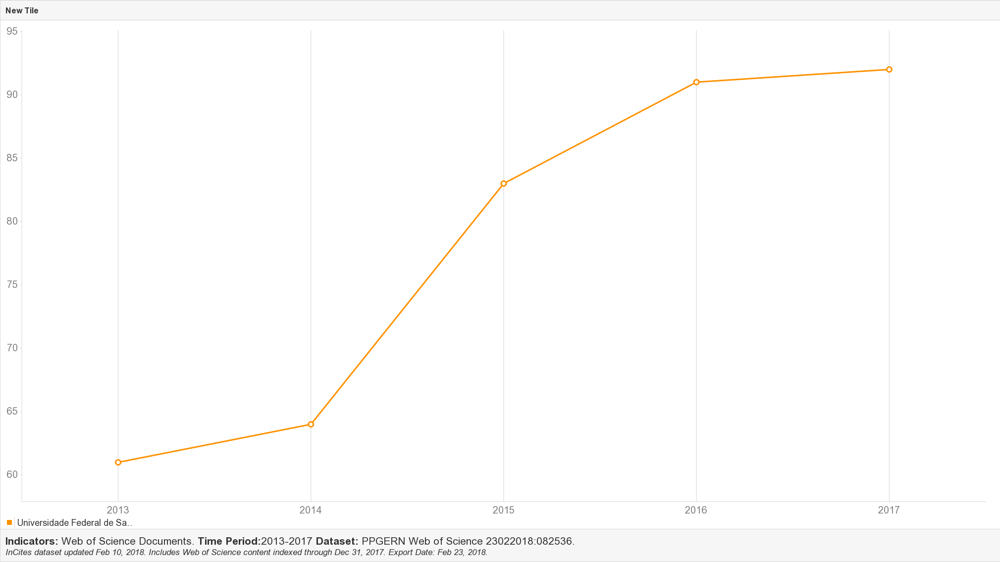 New Tile
95
90
85
80
75
70
65
60
2013 2014 2015 2016 2017
Universidade Federal de Sa..
Indicators: Web of Science Documents. Time Period:2013-2017 Dataset: PPGERN Web of Science 23022018:082536.
InCites dataset updated Feb 10, 2018. Includes Web of Science content indexed through Dec 31, 2017. Export Date: Feb 23, 2018.